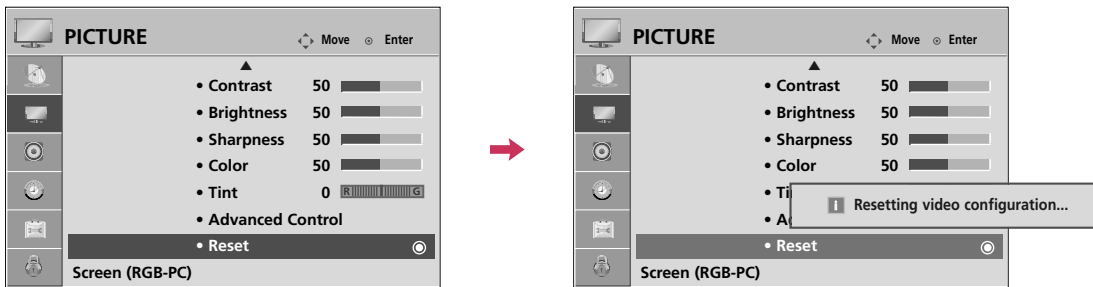 PICTURE Move Enter
• Contrast 50
• Brightness 50
• Sharpness 50
• Color 50
• Tint 0 R G
• Advanced Control
• Reset
Screen (RGB-PC)
PICTURE Move Enter
• Contrast 50
• Brightness 50
• Sharpness 50
• Color 50
• Ti
• A
i Resetting video configuration...
• Reset
Screen (RGB-PC)